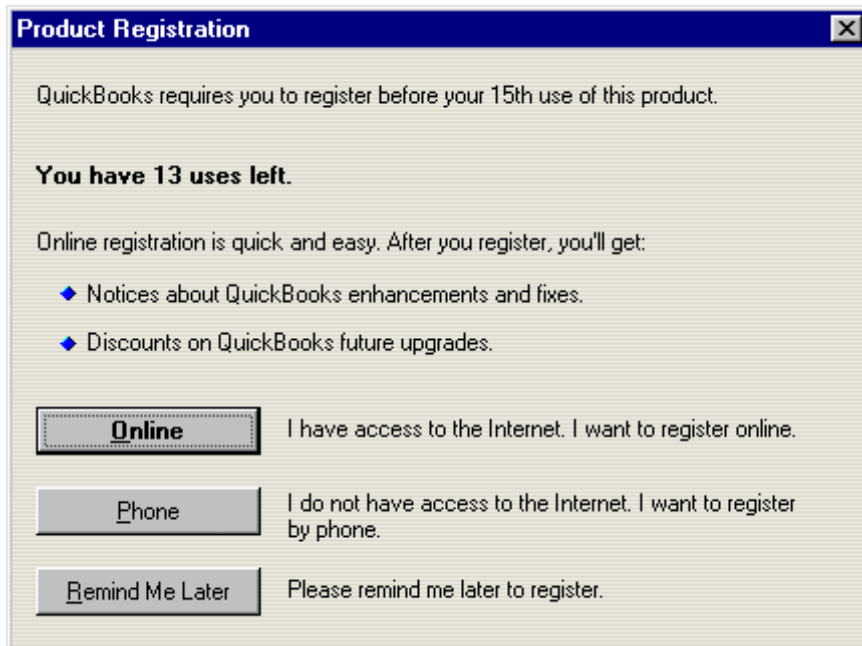 Product Registration
QuickBooks requires you to register before your 15th use of this product.
You have 13 uses left.
Online registration is quick and easy. After you register, you'll get:
Notices about QuickBooks enhancements and fixes.
Discounts on QuickBooks future upgrades.
Online I have access to the Internet. I want to register online.
Phone I do not have access to the Internet. I want to register
by phone.
Remind Me Later Please remind me later to register.